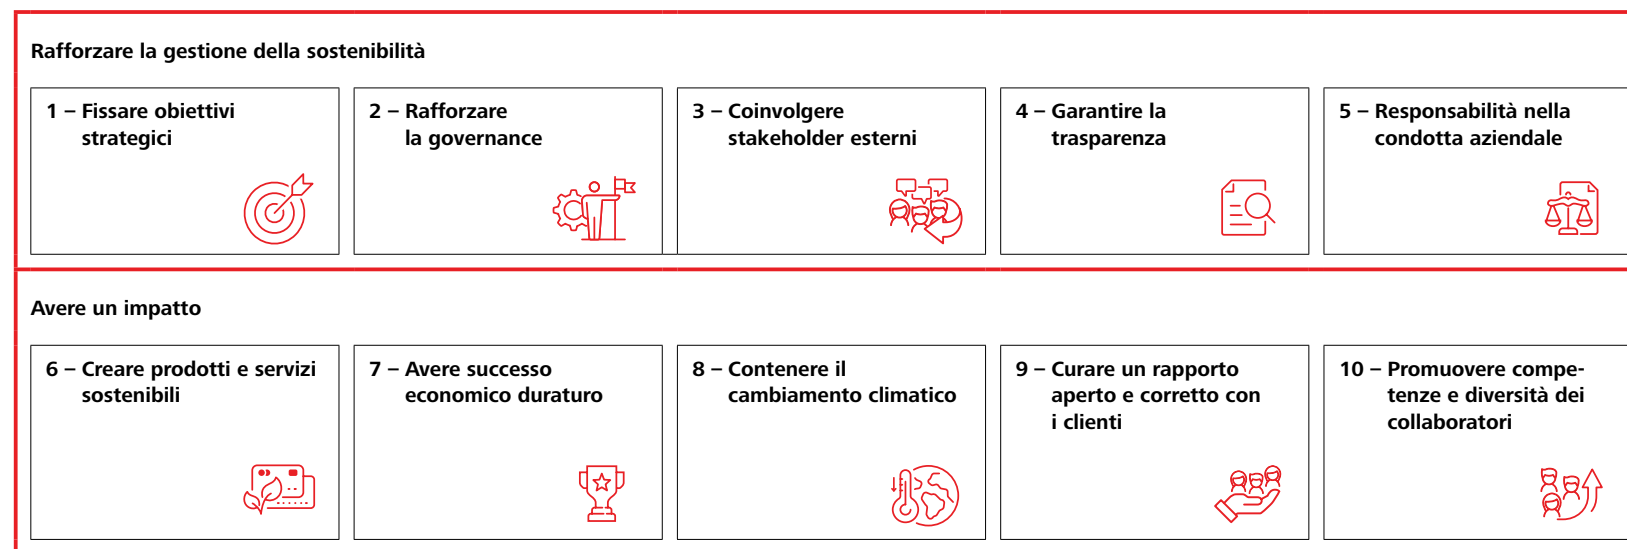 Rafforzare la gestione della sostenibilità
1 – Fissare obiettivi
strategici
2 – Rafforzare
la governance
3 – Coinvolgere
stakeholder esterni
4 – Garantire la
trasparenza
5 – Responsabilità nella
condotta aziendale
Avere un impatto
6 – Creare prodotti e servizi
sostenibili
7 – Avere successo
economico duraturo
8 – Contenere il
cambiamento climatico
9 – Curare un rapporto
aperto e corretto con
i clienti
10 – Promuovere compe-
tenze e diversità dei
collaboratori